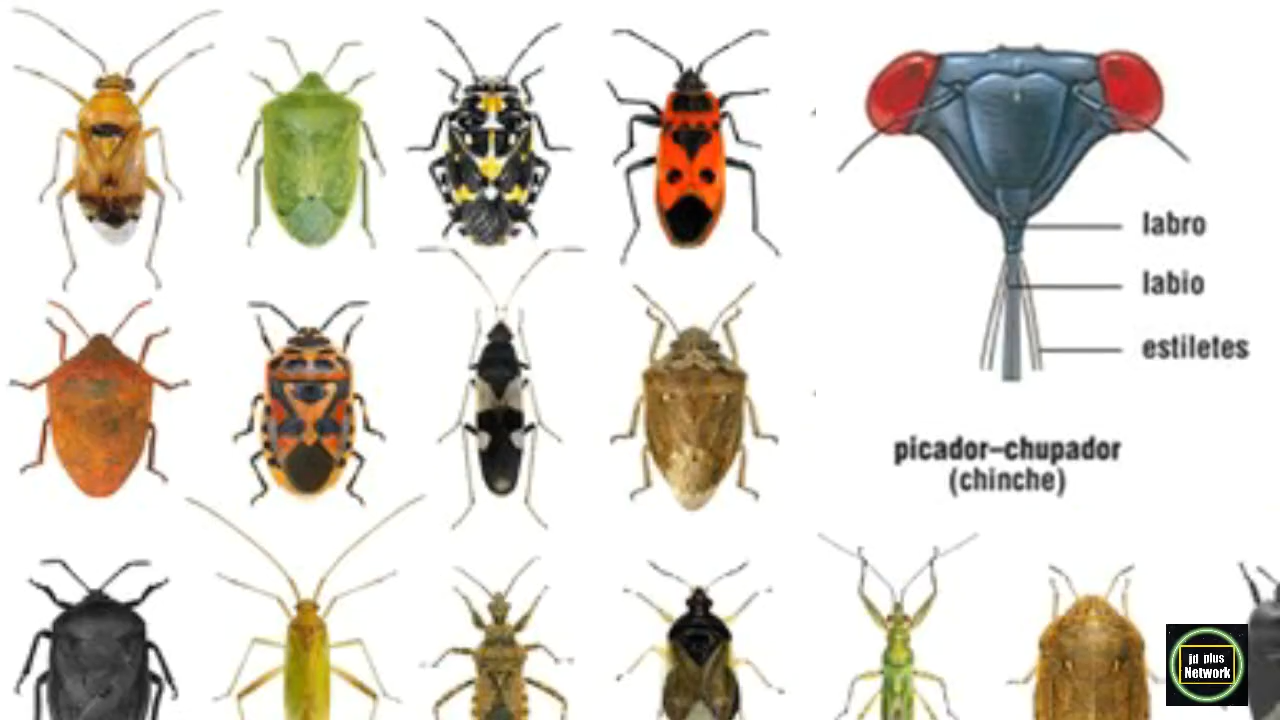 labro
labio
estiletes
picador–chupador
(chinche)
jd plus
Network